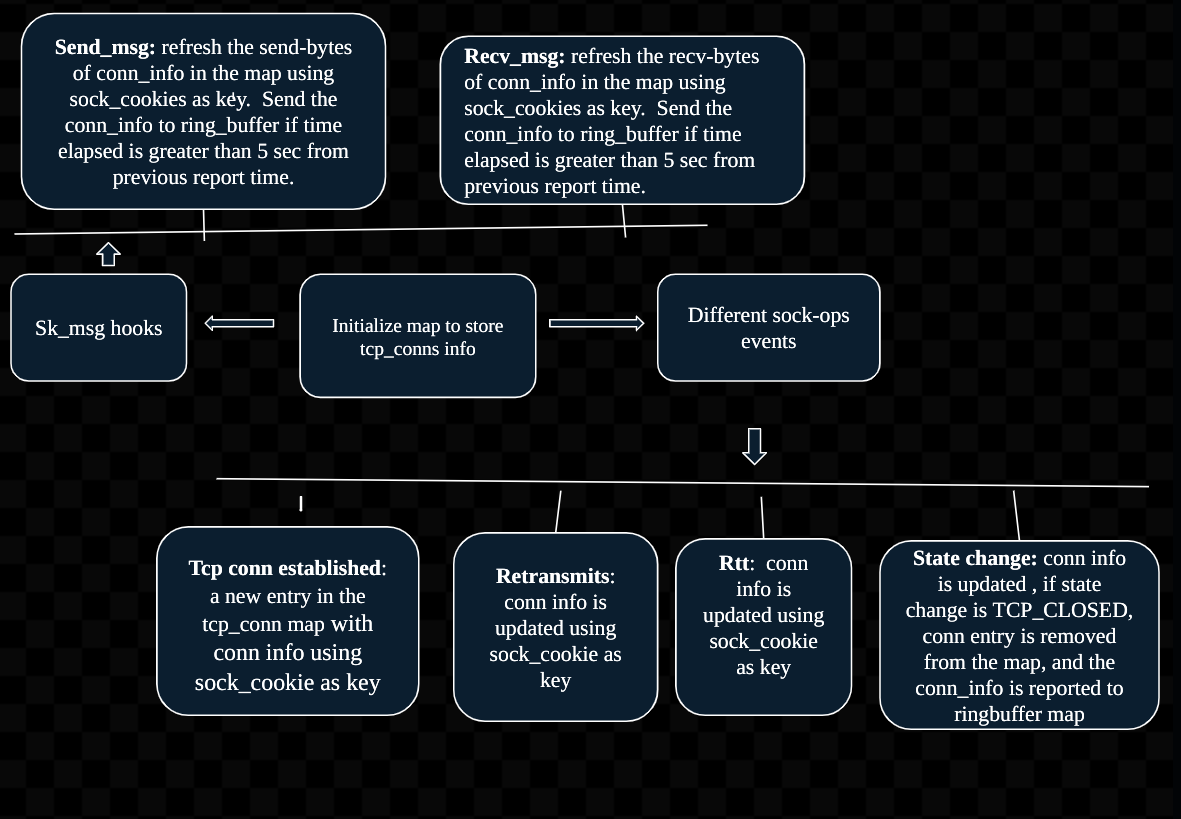 Send_msg: refresh the send-bytes
of conn_info in the map using
sock_cookies as key.  Send the
conn_info to ring_buffer if time
elapsed is greater than 5 sec from
previous report time.
Recv_msg: refresh the recv-bytes
of conn_info in the map using
sock_cookies as key.  Send the
conn_info to ring_buffer if time
elapsed is greater than 5 sec from
previous report time.
Sk_msg hooks
Initialize map to store
tcp_conns info
Different sock-ops
events
Tcp conn established:
a new entry in the
tcp_conn map with
conn info using
sock_cookie as key
Retransmits:
conn info is
updated using
sock_cookie as
key
Rtt:  conn
info is
updated using
sock_cookie
as key
State change: conn info
is updated , if state
change is TCP_CLOSED,
conn entry is removed
from the map, and the
conn_info is reported to
ringbuffer map